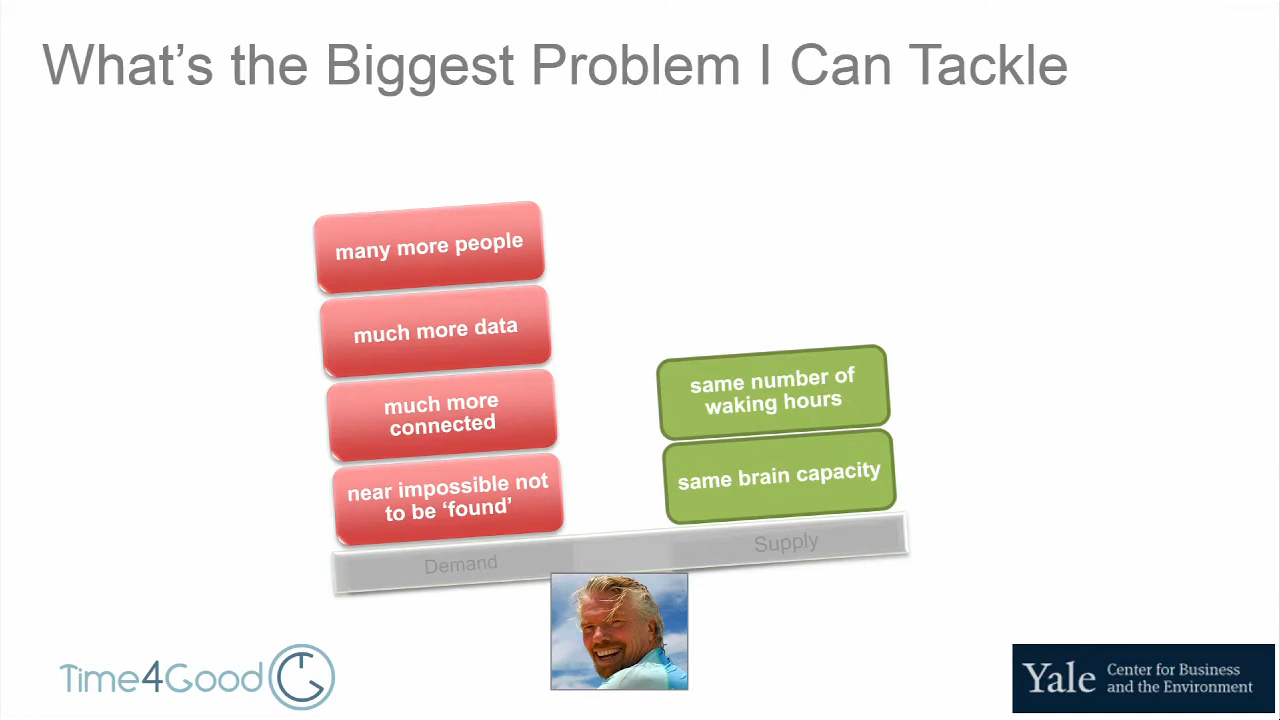 What’s the Biggest Problem I Can Tackle
many more people
much more data
much more
connected
near impossible not
to be ‘found’
same number of
waking hours
same brain capacity
Demand
Supply
Time4Good
Yale
Center for Business
and the Environment